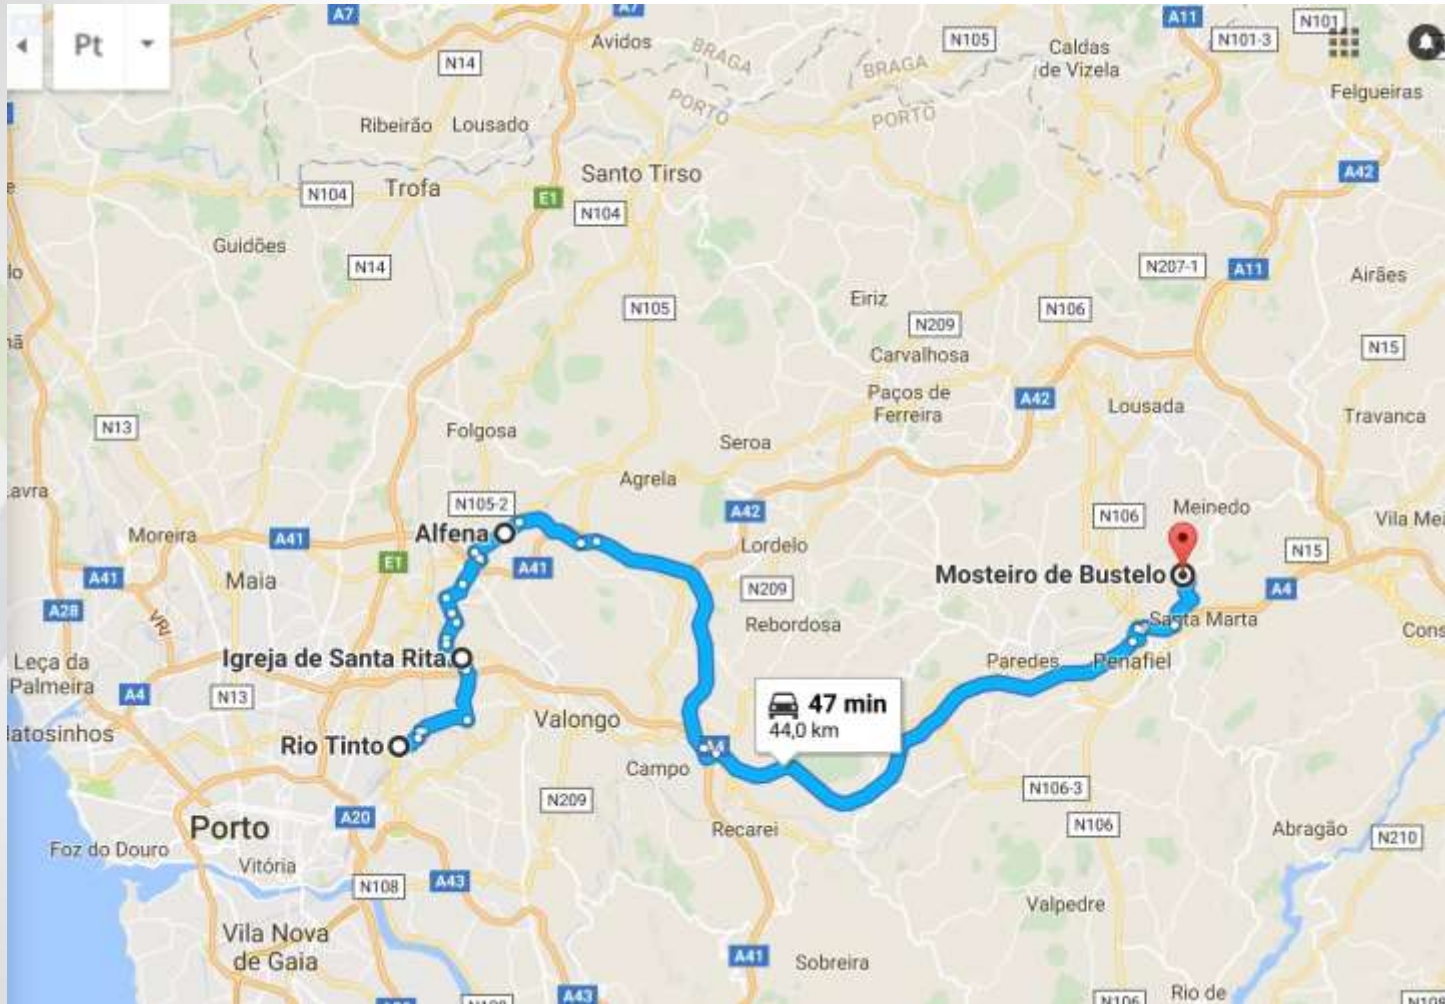 A7
A7
A11
N101
Pt
Avidos
BRAGA
N105
N101-3
Caldas
de Vizela
N14
BRAGA
Felgueiras
PORTO
PORTO
Ribeirão
Lousado
Santo Tirso
A42
Trofa
N104
E1
N104
Guidões
N14
N207-1
A11
Airães
Eiriz
N105
N106
N209
Carvalhosa
N15
Paços de
Ferreira
A42
Lousada
Travanca
N13
Folgosa
Seroa
Agrela
avra
N105-2
Meinedo
A42
N106
Vila Me
Moreira
A41
Alfena
Lordelo
N15
E1
A41
Maia
A41
Mosteiro de Bustelo
N209
A4
A28
VRI
Rebordosa
Santa Marta
Cons
Leça da
Palmeira
Igreja de Santa Rita
Paredes
Penafiel
A4
N13
47 min
44,0 km
Valongo
atosinhos
Rio Tinto
A4
Campo
N106-3
N209
Porto
A20
Recarei
N106
Abragão
N210
Foz do Douro
Vitória
N108
A43
Valpedre
Vila Nova
de Gaia
A41
Sobreira
A43
N106
Rio de